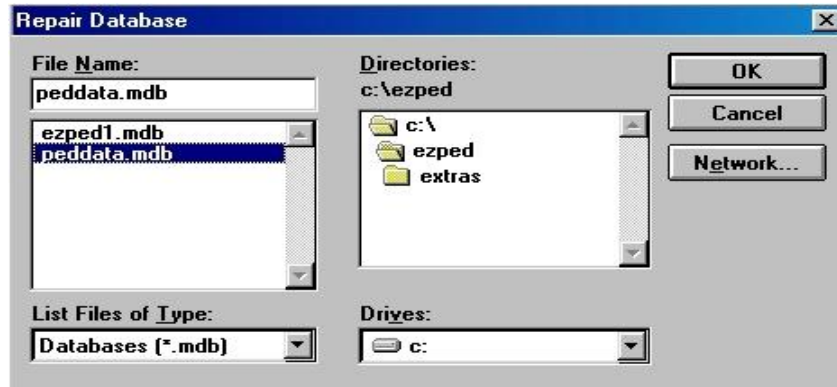 Repair Database
File Name:
peddata.mdb
ezped1.mdb
peddata.mdb
List Files of Type:
Databases (*.mdb)
Directories:
c:\ezped
c:\
ezped
extras
Drives:
c:
OK
Cancel
Network...